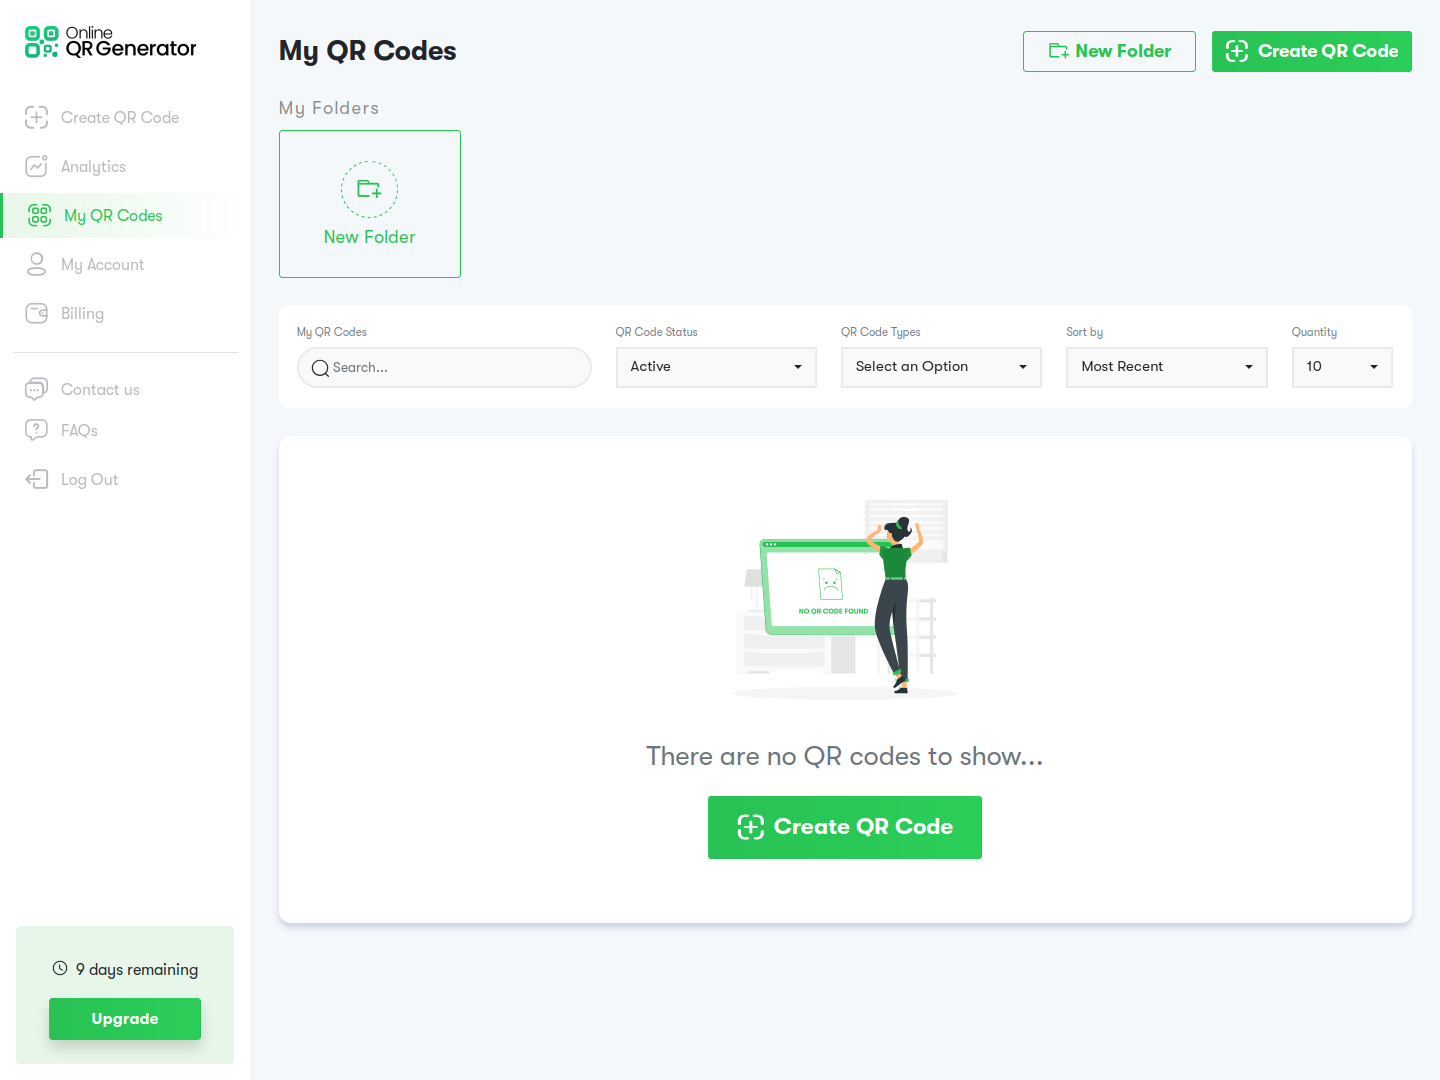 Online
QR Generator
Create QR Code
Analytics
My QR Codes
My Account
Billing
Contact us
FAQs
Log Out
9 days remaining
Upgrade
My QR Codes
New Folder
Create QR Code
My Folders
New Folder
My QR Codes
Search...
QR Code Status
Active
QR Code Types
Select an Option
Sort by
Most Recent
Quantity
10
NO QR CODE FOUND
There are no QR codes to show...
Create QR Code